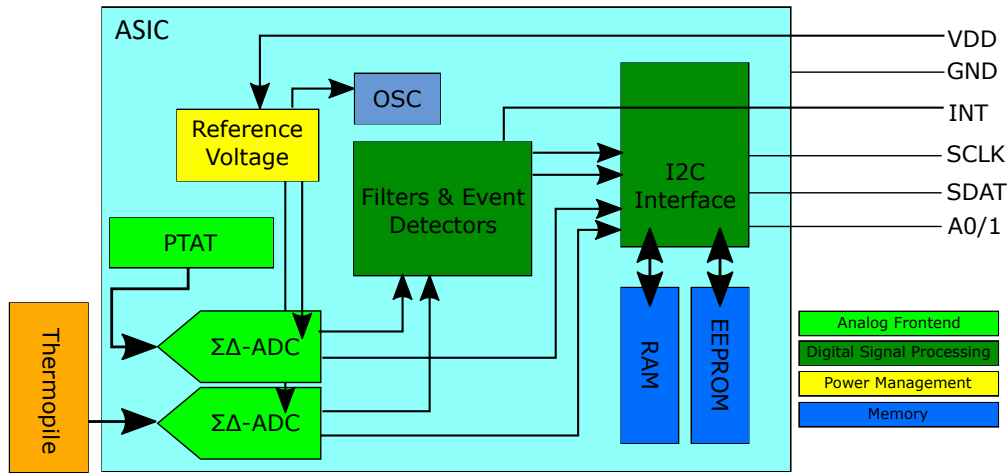 ASIC
VDD
GND
INT
SCLK
SDAT
A0/1
OSC
Reference
Voltage
Filters & Event
Detectors
I2C
Interface
PTAT
ΣΔ-ADC
ΣΔ-ADC
Thermopile
RAM
EEPROM
Analog Frontend
Digital Signal Processing
Power Management
Memory